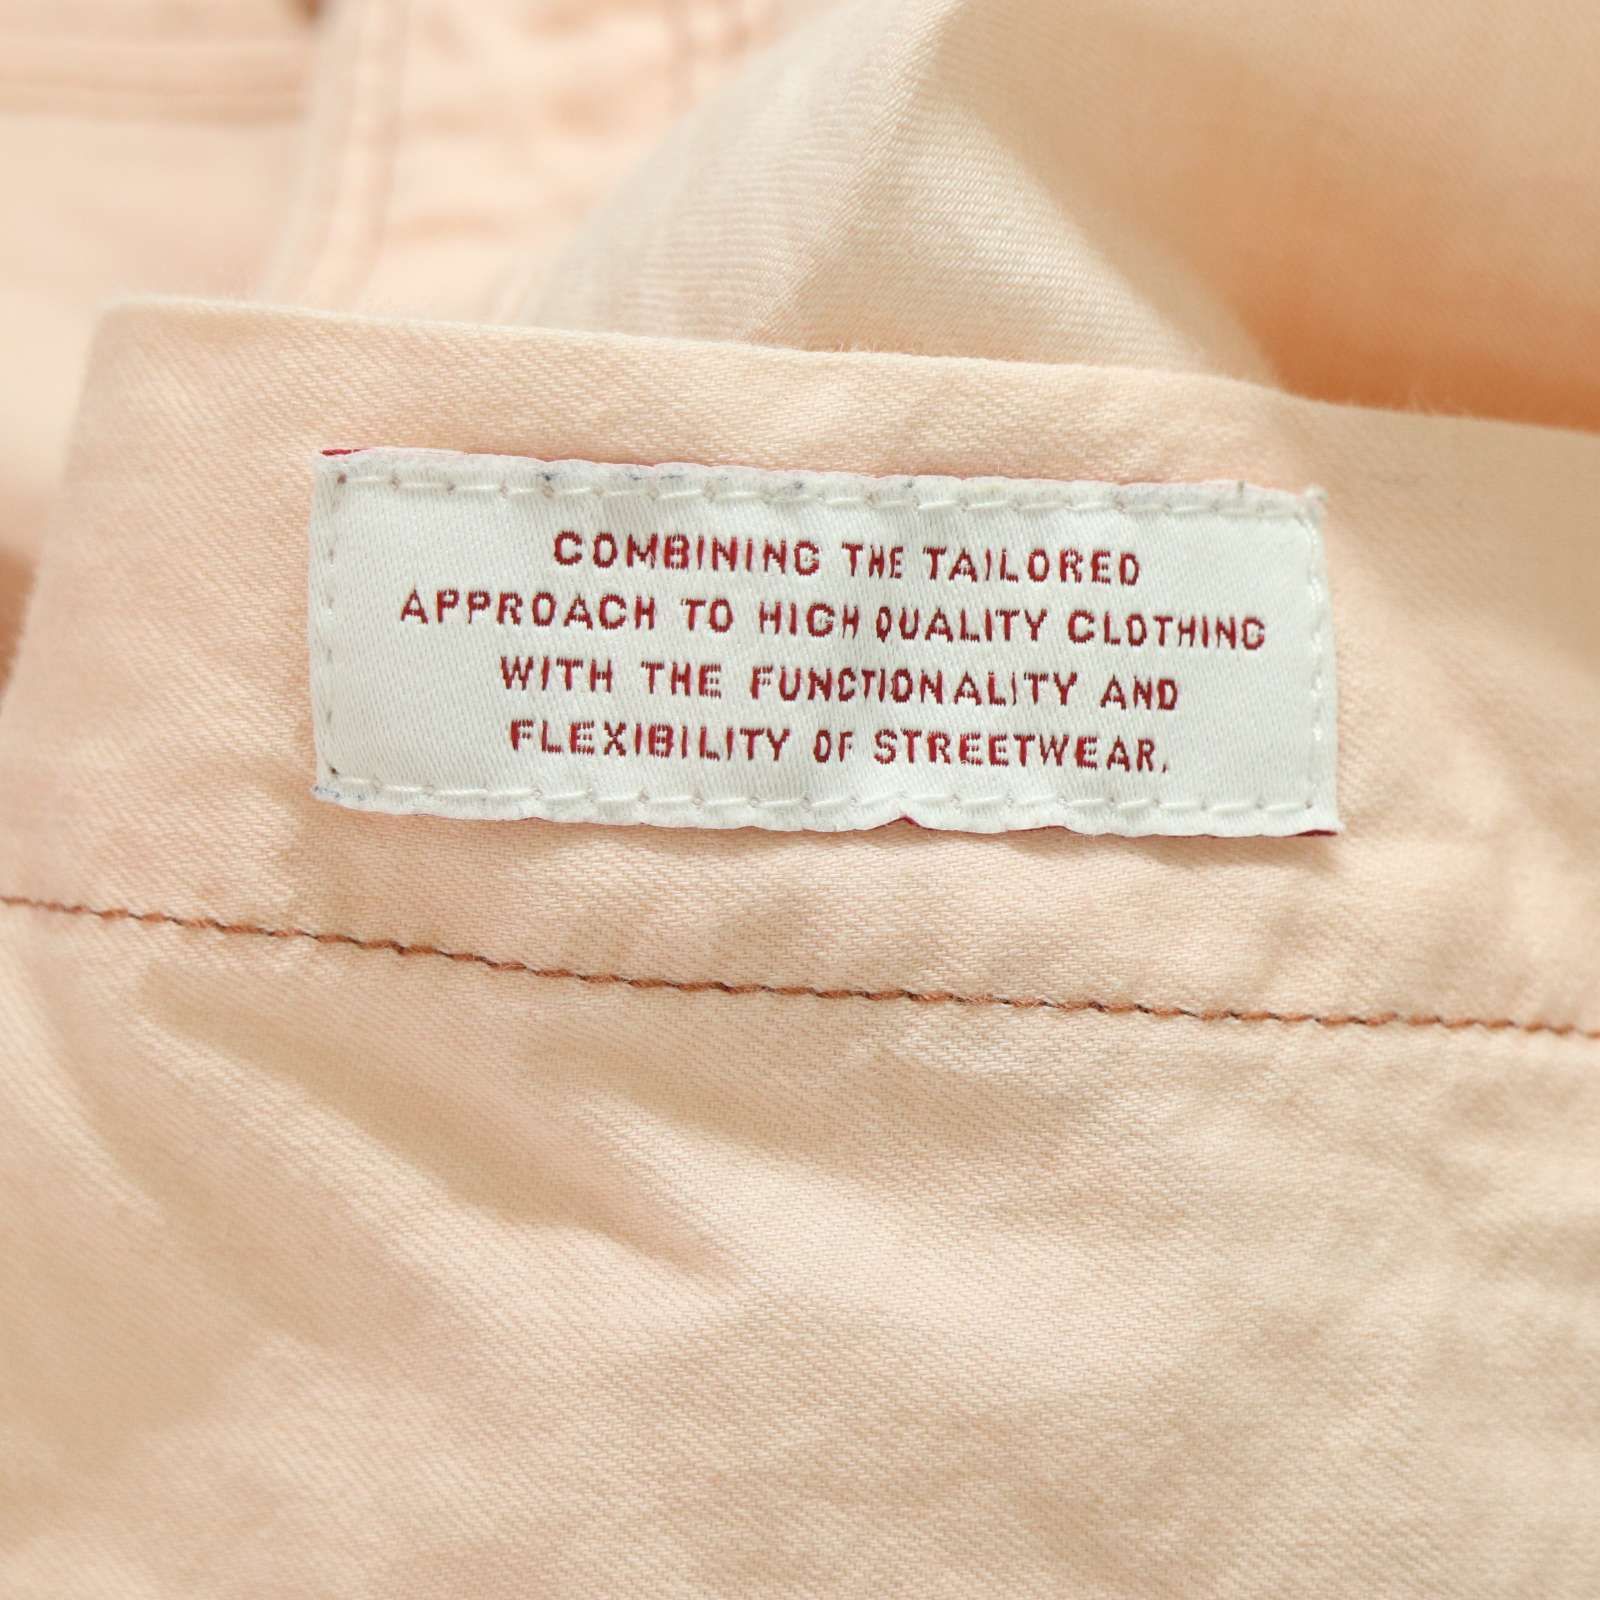 COMBINING THE TAILORED
APPROACH TO HIGH QUALITY CLOTHING
WITH THE FUNCTIONALITY AND
FLEXIBILITY OF STREETWEAR.